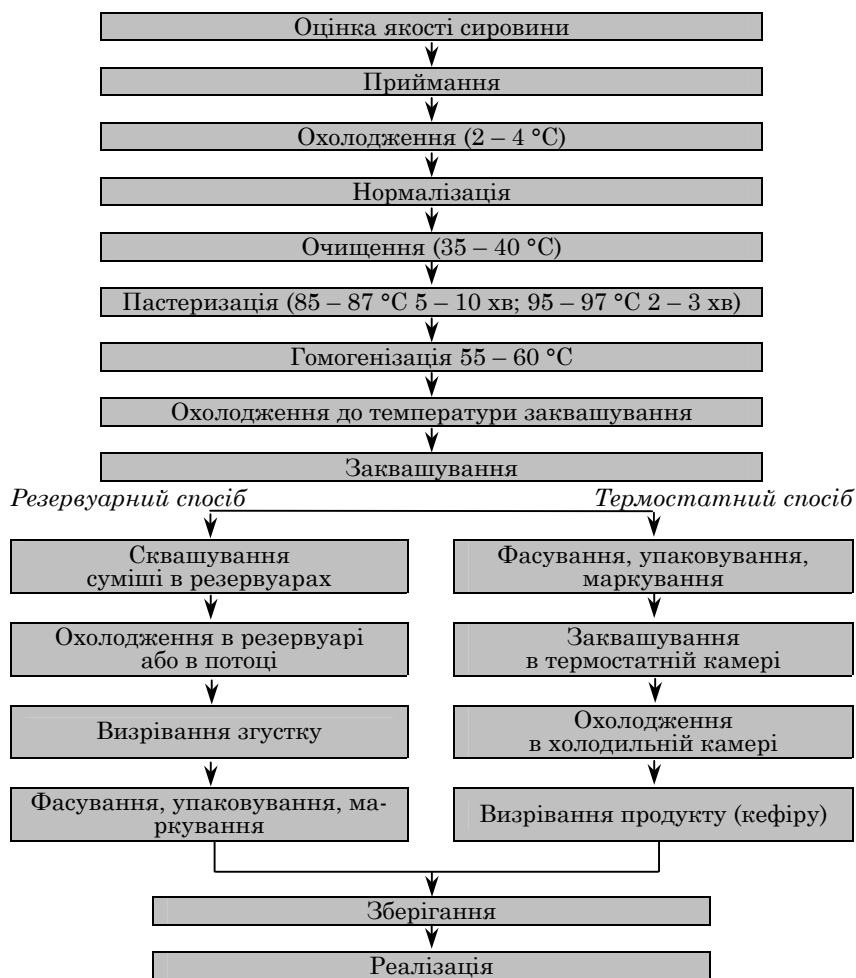 Оцінка якості сировини
Приймання
Охолодження (2 – 4 °С)
Нормалізація
Очищення (35 – 40 °С)
Пастеризація (85 – 87 °С 5 – 10 хв; 95 – 97 °С 2 – 3 хв)
Гомогенізація 55 – 60 °С
Охолодження до температури заквашування
Заквашування
Резервуарний спосіб
Термостатний спосіб
Сквашування
суміші в резервуарах
Фасування, упаковування,
маркування
Охолодження в резервуарі
або в потоці
Заквашування
в термостатній камері
Визрівання згустку
Охолодження
в холодильній камері
Фасування, упаковування, ма-
ркування
Визрівання продукту (кефіру)
Зберігання
Реалізація